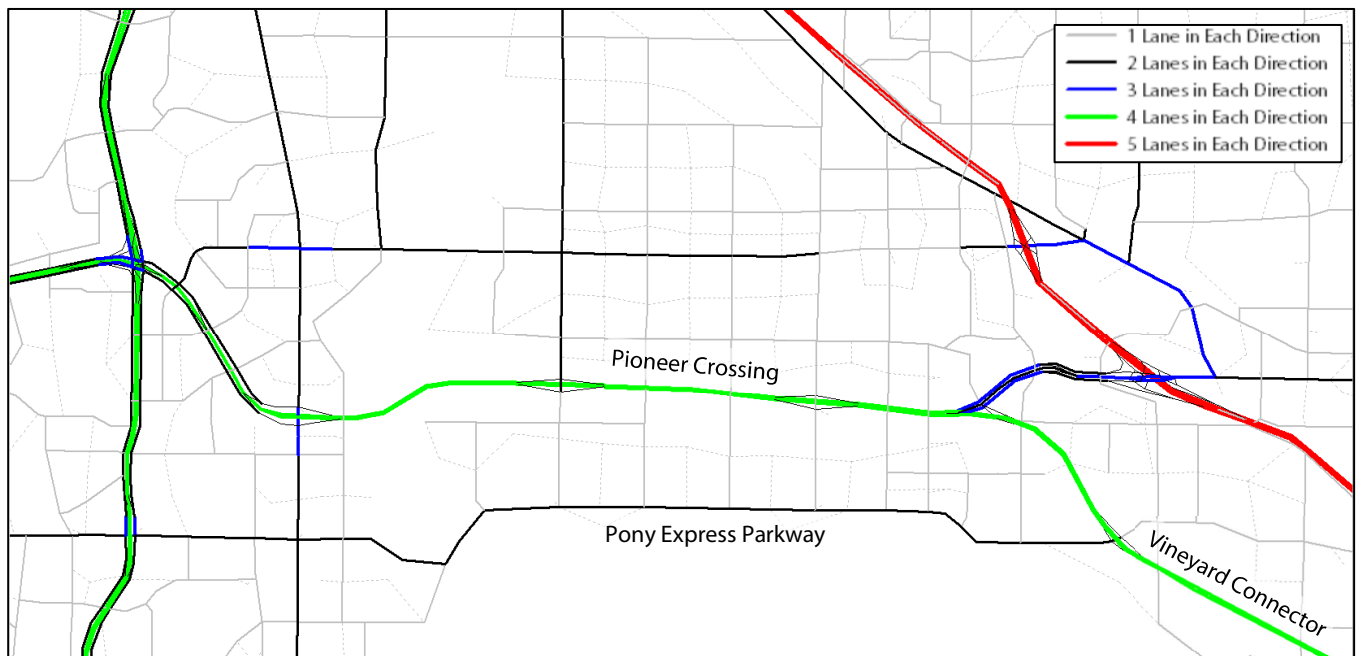 1 Lane in Each Direction
2 Lanes in Each Direction
3 Lanes in Each Direction
4 Lanes in Each Direction
5 Lanes in Each Direction
Pioneer Crossing
Pony Express Parkway
Vineyard Connector